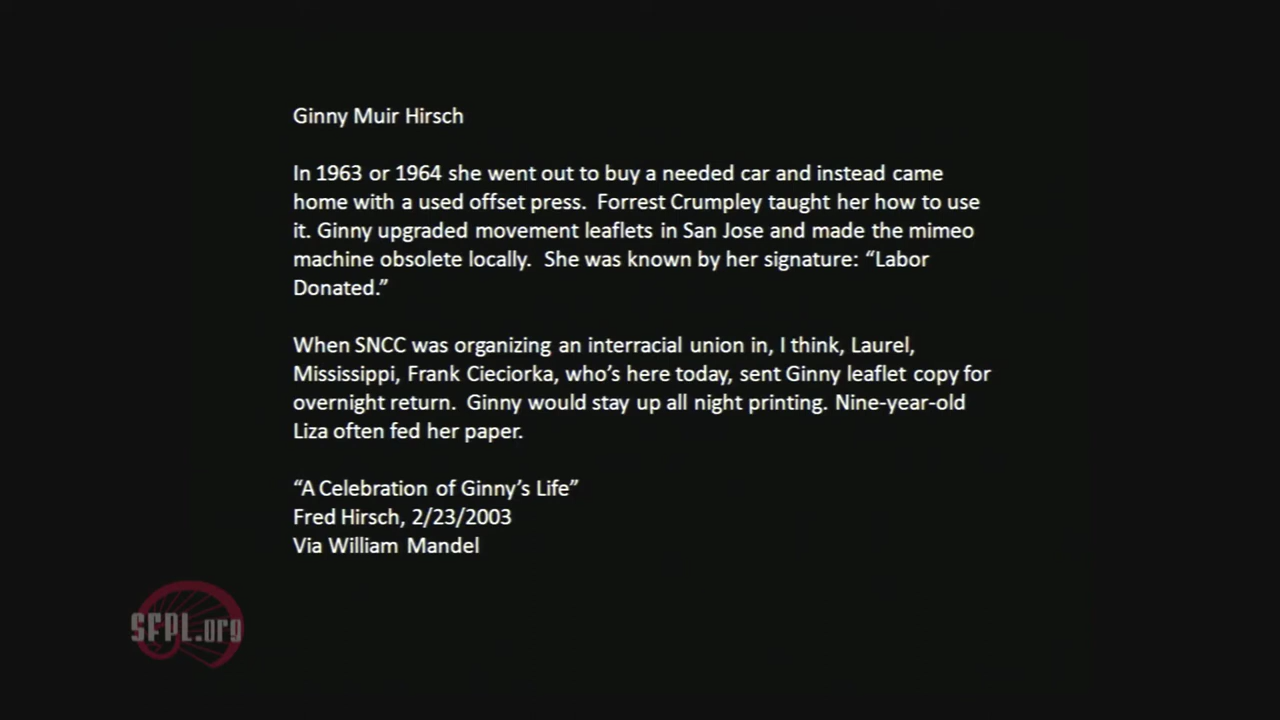 Ginny Muir Hirsch
In 1963 or 1964 she went out to buy a needed car and instead came
home with a used offset press.  Forrest Crumpley taught her how to use
it. Ginny upgraded movement leaflets in San Jose and made the mimeo
machine obsolete locally.  She was known by her signature: “Labor
Donated.”
When SNCC was organizing an interracial union in, I think, Laurel,
Mississippi, Frank Cieciorka, who’s here today, sent Ginny leaflet copy for
overnight return.  Ginny would stay up all night printing. Nine-year-old
Liza often fed her paper.
“A Celebration of Ginny’s Life”
Fred Hirsch, 2/23/2003
Via William Mandel
SFPL.org